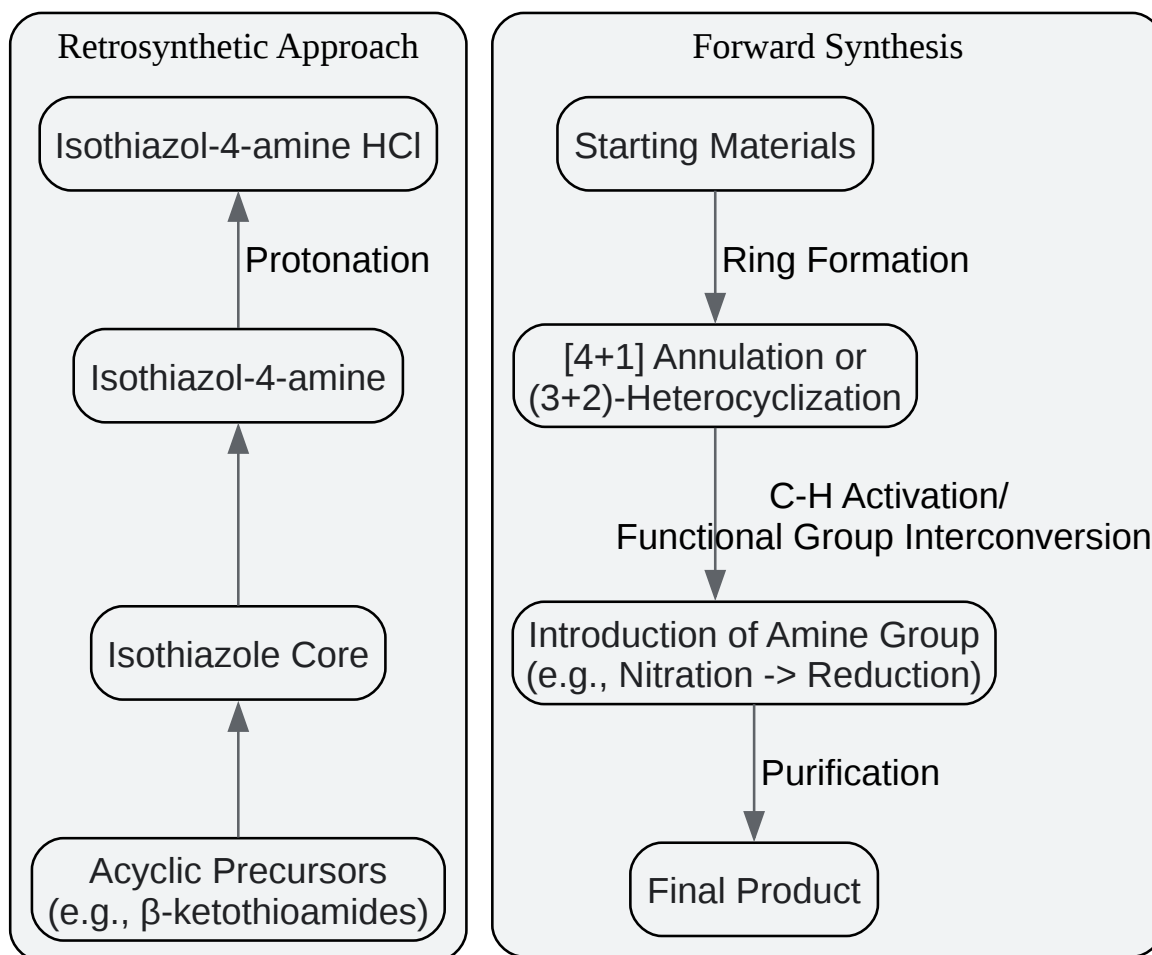 Retrosynthetic Approach
Isothiazol-4-amine HCl
Protonation
Isothiazol-4-amine
Isothiazole Core
Acyclic Precursors
(e.g., β-ketothioamides)
Forward Synthesis
Starting Materials
Ring Formation
[4+1] Annulation or
(3+2)-Heterocyclization
C-H Activation/
Functional Group Interconversion
Introduction of Amine Group
(e.g., Nitration -> Reduction)
Purification
Final Product